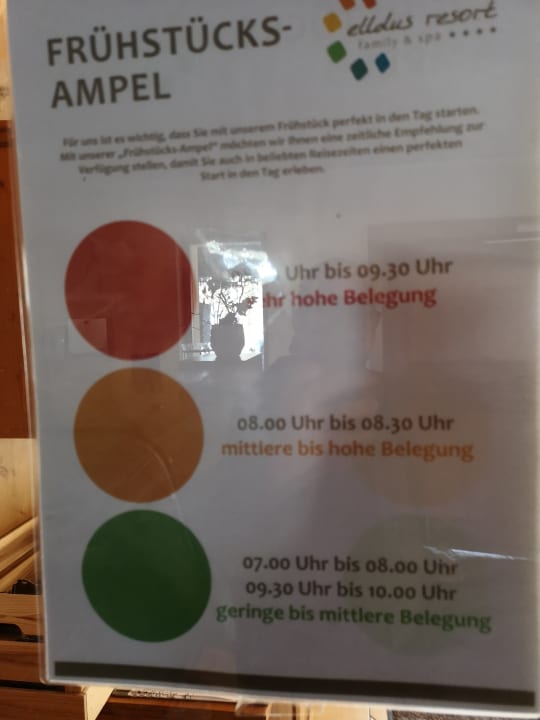 FRÜHSTÜCKS-
AMPEL
elldus resort
family & spa ★★★★
Für uns ist es wichtig, dass Sie mit unserem Frühstück perfekt in den Tag starten.
Mit unserer „Frühstücks-Ampel" möchten wir Ihnen eine zeitliche Empfehlung zur
Verfügung stellen, damit Sie auch in beliebten Reisezeiten einen perfekten
Start in den Tag erleben.
Uhr bis 09.30 Uhr
hohe Belegung
08.00 Uhr bis 08.30 Uhr
mittlere bis hohe Belegung
07.00 Uhr bis 08.00 Uhr
09.30 Uhr bis 10.00 Uhr
geringe bis mittlere Belegung